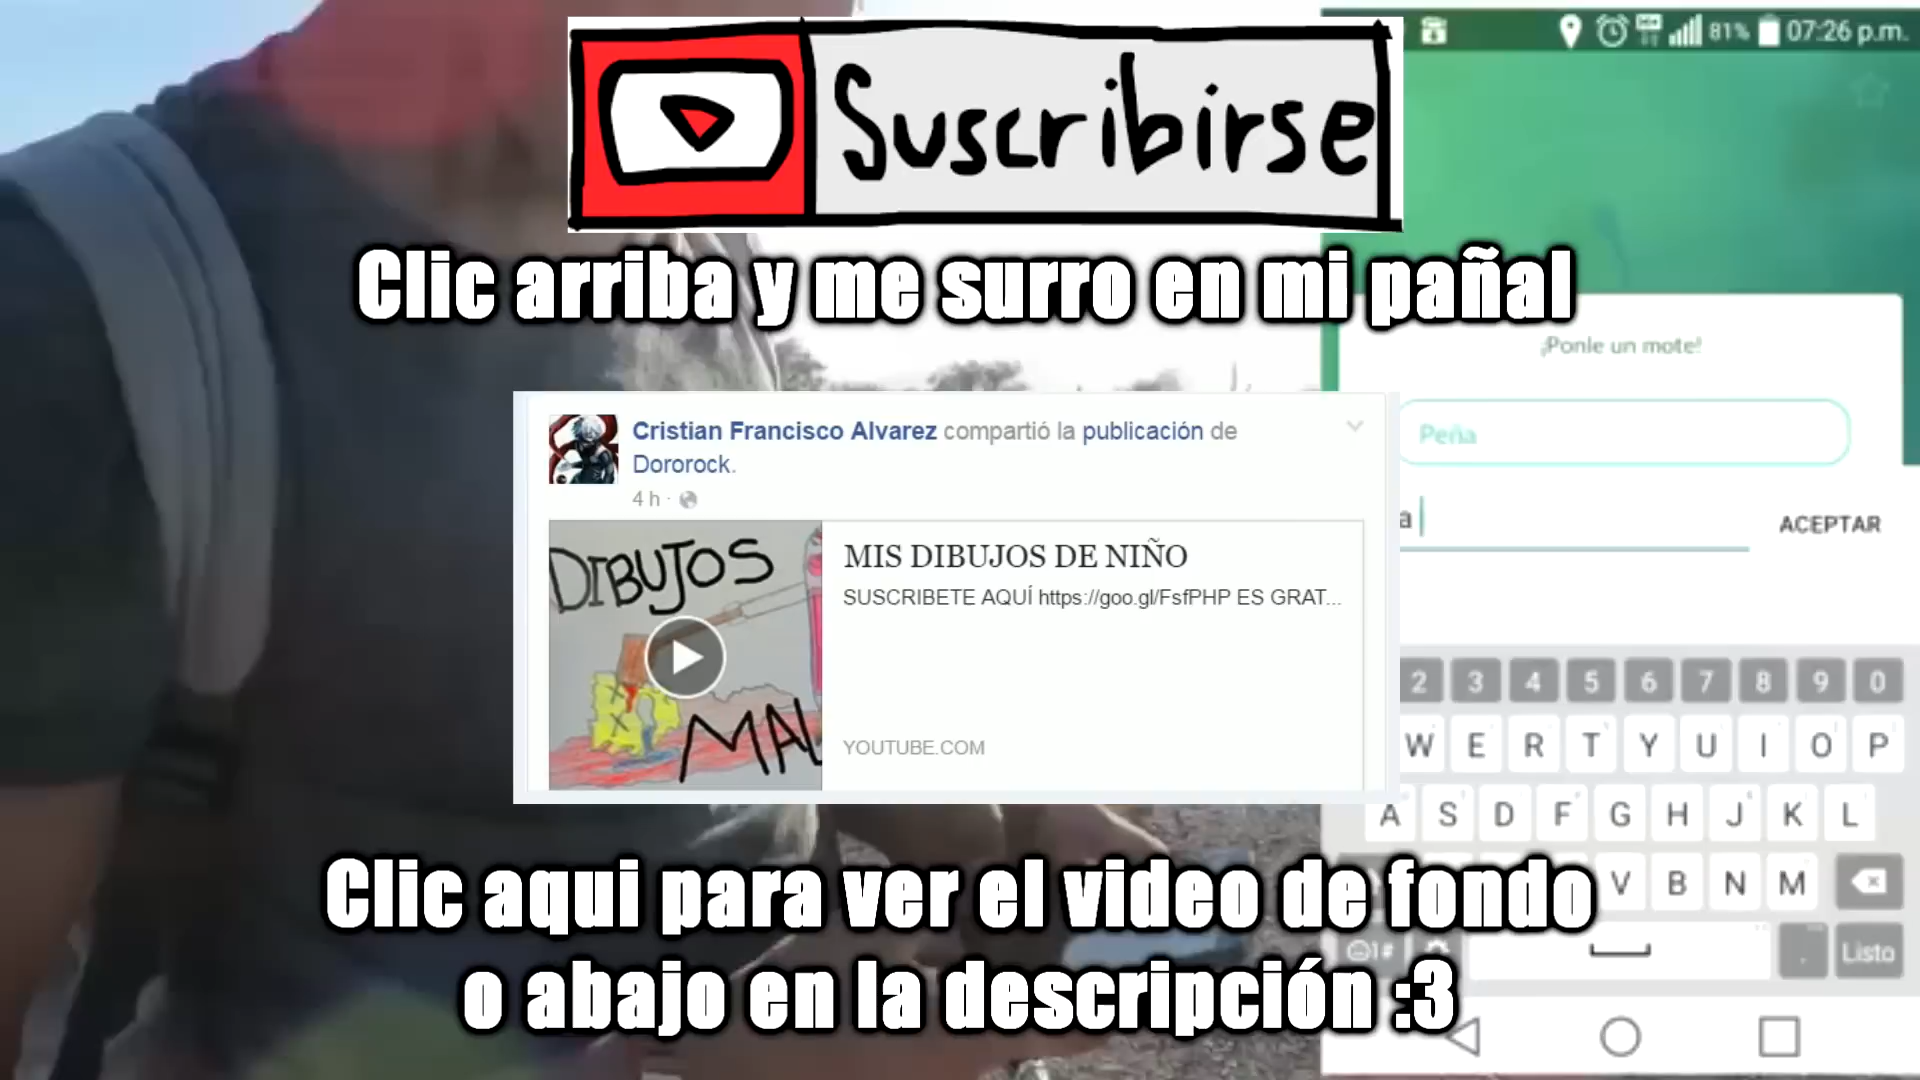 81% 07:26 p.m.
Suscribirse
Clic arriba y me surro en mi pañal
¡Ponle un mote!
Peña
Cristian Francisco Alvarez compartió la publicación de
Dororock.
4 h ·
a
ACEPTAR
DIBUJOS
MAL
MIS DIBUJOS DE NIÑO
SUSCRIBETE AQUÍ https://goo.gl/FsfPHP ES GRAT...
YOUTUBE.COM
2 3 4 5 6 7 8 9 0
W E R T Y U I O P
A S D F G H J K L
V B N M
Clic aqui para ver el video de fondo
Listo
o abajo en la descripción :3